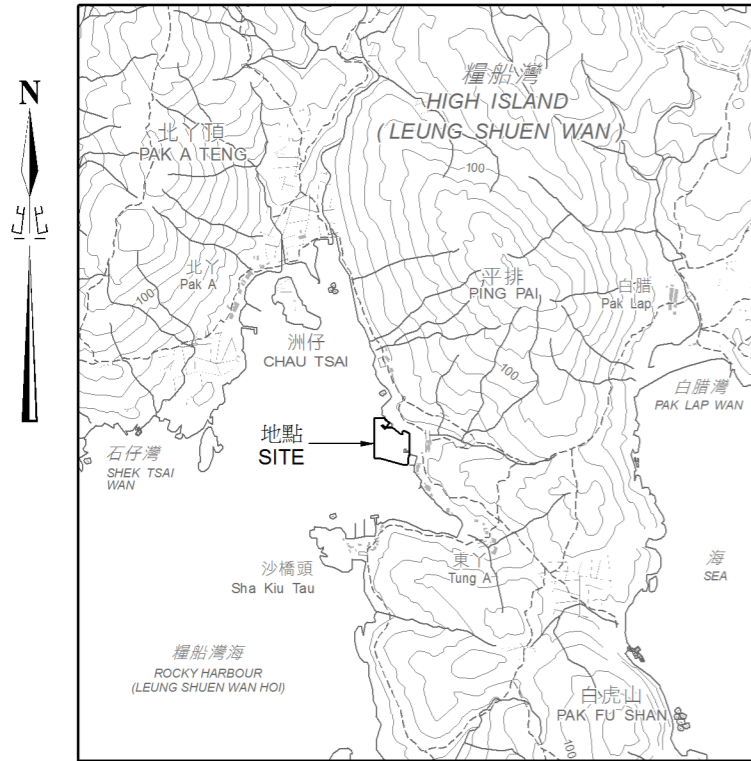 N
糧船灣
HIGH ISLAND
( LEUNG SHUEN WAN )
北丫頂
PAK A TENG
100
100
北丫
Pak A
100
平排
PING PAI
白腊
Pak Lap
洲仔
CHAU TSAI
100
白腊灣
PAK LAP WAN
地點
SITE
石仔灣
SHEK TSAI
WAN
沙橋頭
Sha Kiu Tau
東丫
Tung A
海
SEA
糧船灣海
ROCKY HARBOUR
(LEUNG SHUEN WAN HOI)
白虎山
PAK FU SHAN
100